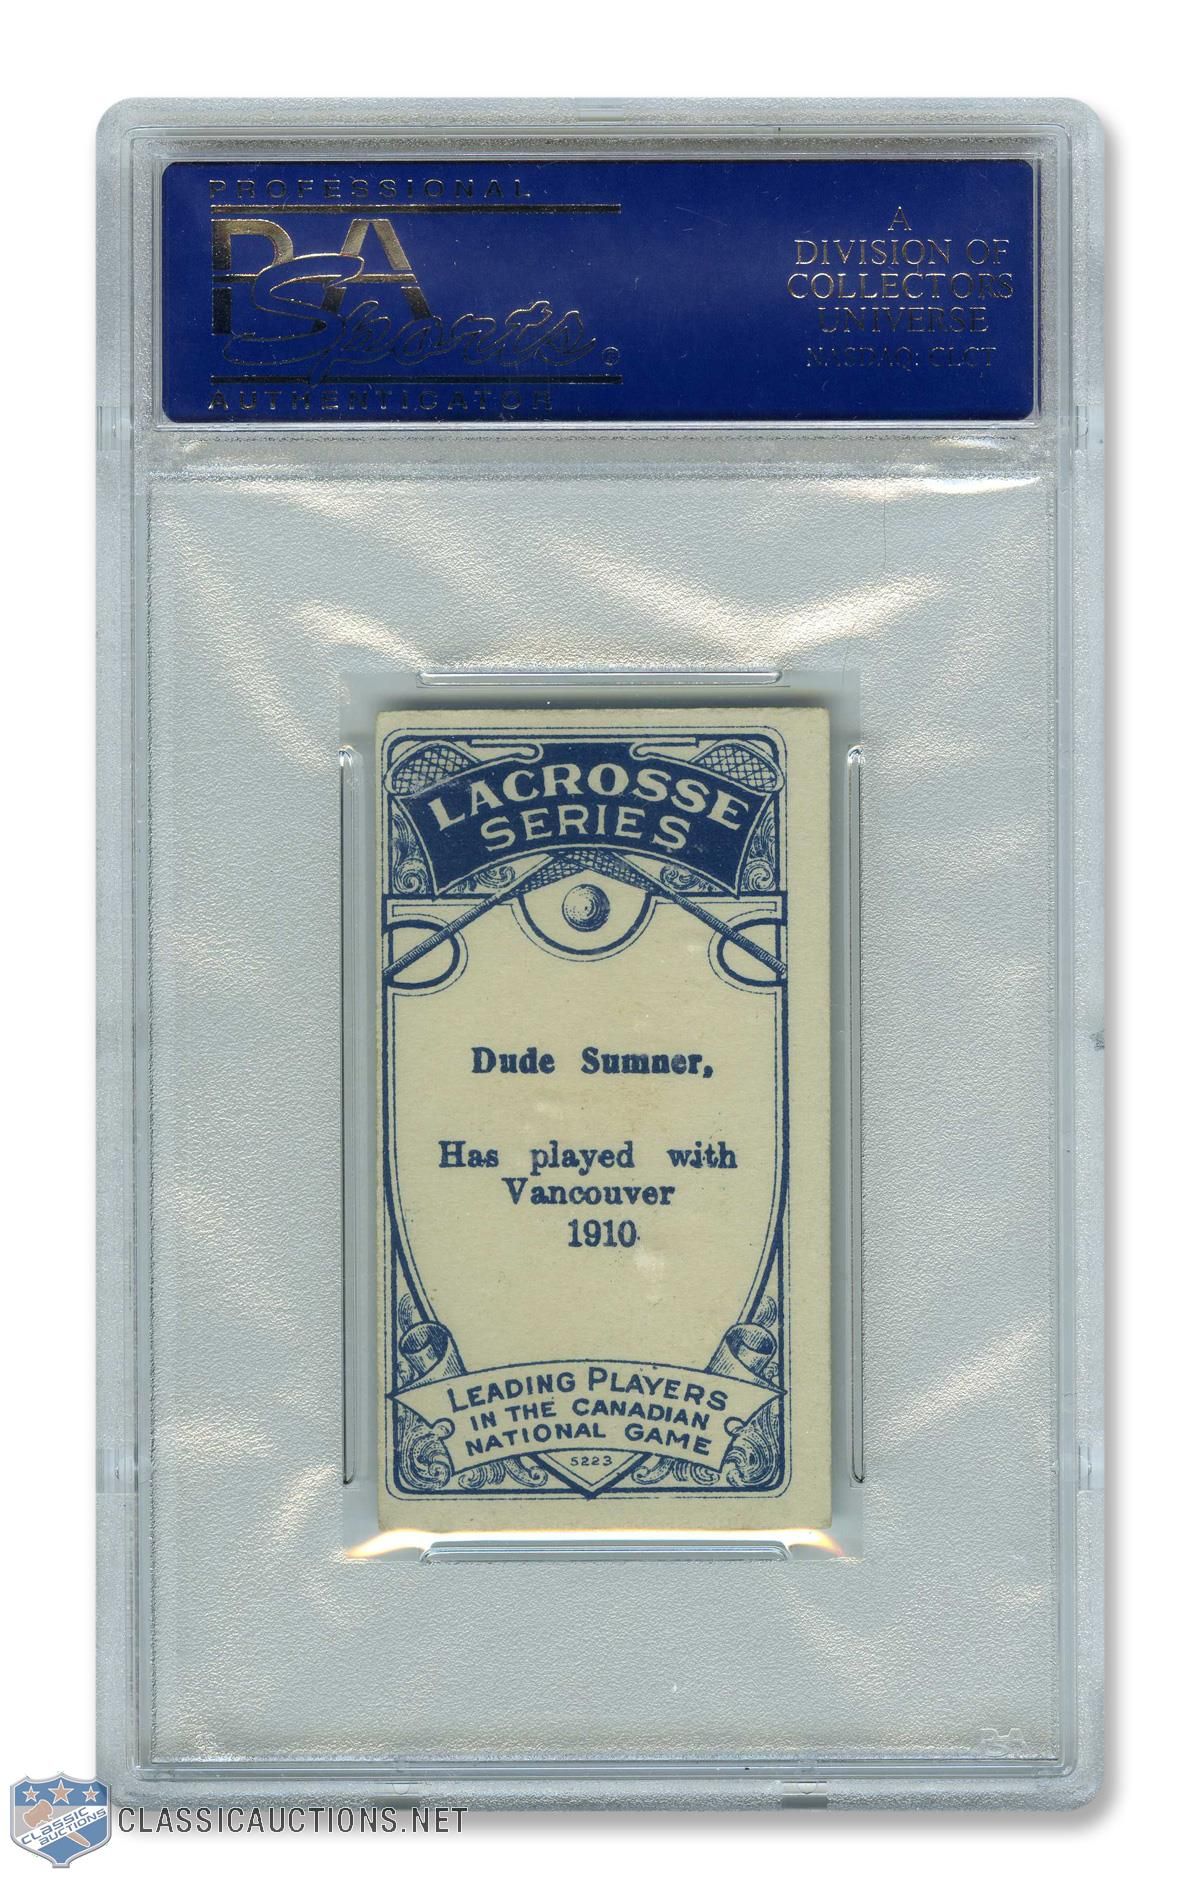 PROFESSIONAL
PSA
Sports®
AUTHENTICATOR
A
DIVISION OF
COLLECTORS
UNIVERSE
NASDAQ: CLCT
LACROSSE
SERIES
Dude Sumner,
Has played with
Vancouver
1910.
LEADING PLAYERS
IN THE CANADIAN
NATIONAL GAME
5223
PSA
CLASSIC
AUCTIONS
CLASSICAUCTIONS.NET